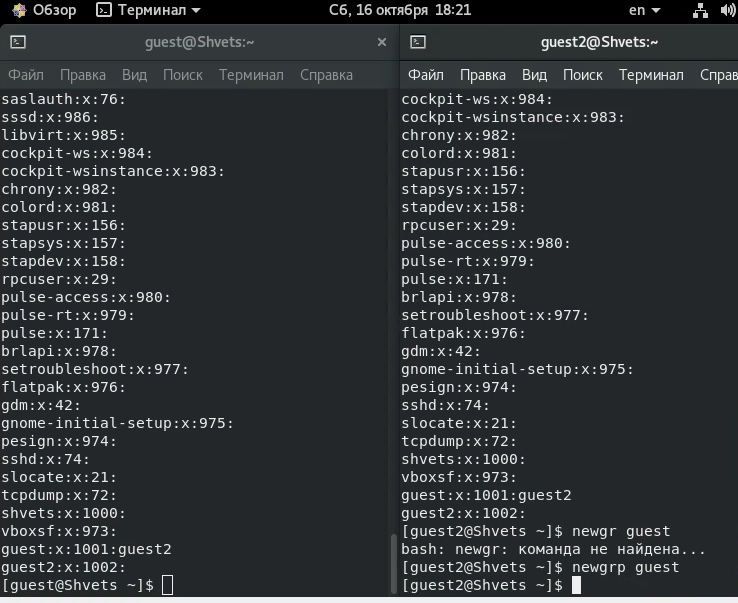 Обзор Терминал Сб, 16 октября 18:21 en
guest@Shvets:~ ×
Файл Правка Вид Поиск Терминал Справка
saslauth:x:76:
sssd:x:986:
libvirt:x:985:
cockpit-ws:x:984:
cockpit-wsinstance:x:983:
chrony:x:982:
colord:x:981:
stapusr:x:156:
stapsys:x:157:
stapdev:x:158:
rpcuser:x:29:
pulse-access:x:980:
pulse-rt:x:979:
pulse:x:171:
brlapi:x:978:
setroubleshoot:x:977:
flatpak:x:976:
gdm:x:42:
gnome-initial-setup:x:975:
pesign:x:974:
sshd:x:74:
slocate:x:21:
tcpdump:x:72:
shvets:x:1000:
vboxsf:x:973:
guest:x:1001:guest2
guest2:x:1002:
[guest@Shvets ~]$
guest2@Shvets:~
Файл Правка Вид Поиск Терминал Справ
cockpit-ws:x:984:
cockpit-wsinstance:x:983:
chrony:x:982:
colord:x:981:
stapusr:x:156:
stapsys:x:157:
stapdev:x:158:
rpcuser:x:29:
pulse-access:x:980:
pulse-rt:x:979:
pulse:x:171:
brlapi:x:978:
setroubleshoot:x:977:
flatpak:x:976:
gdm:x:42:
gnome-initial-setup:x:975:
pesign:x:974:
sshd:x:74:
slocate:x:21:
tcpdump:x:72:
shvets:x:1000:
vboxsf:x:973:
guest:x:1001:guest2
guest2:x:1002:
[guest2@Shvets ~]$ newgr guest
bash: newgr: команда не найдена...
[guest2@Shvets ~]$ newgrp guest
[guest2@Shvets ~]$